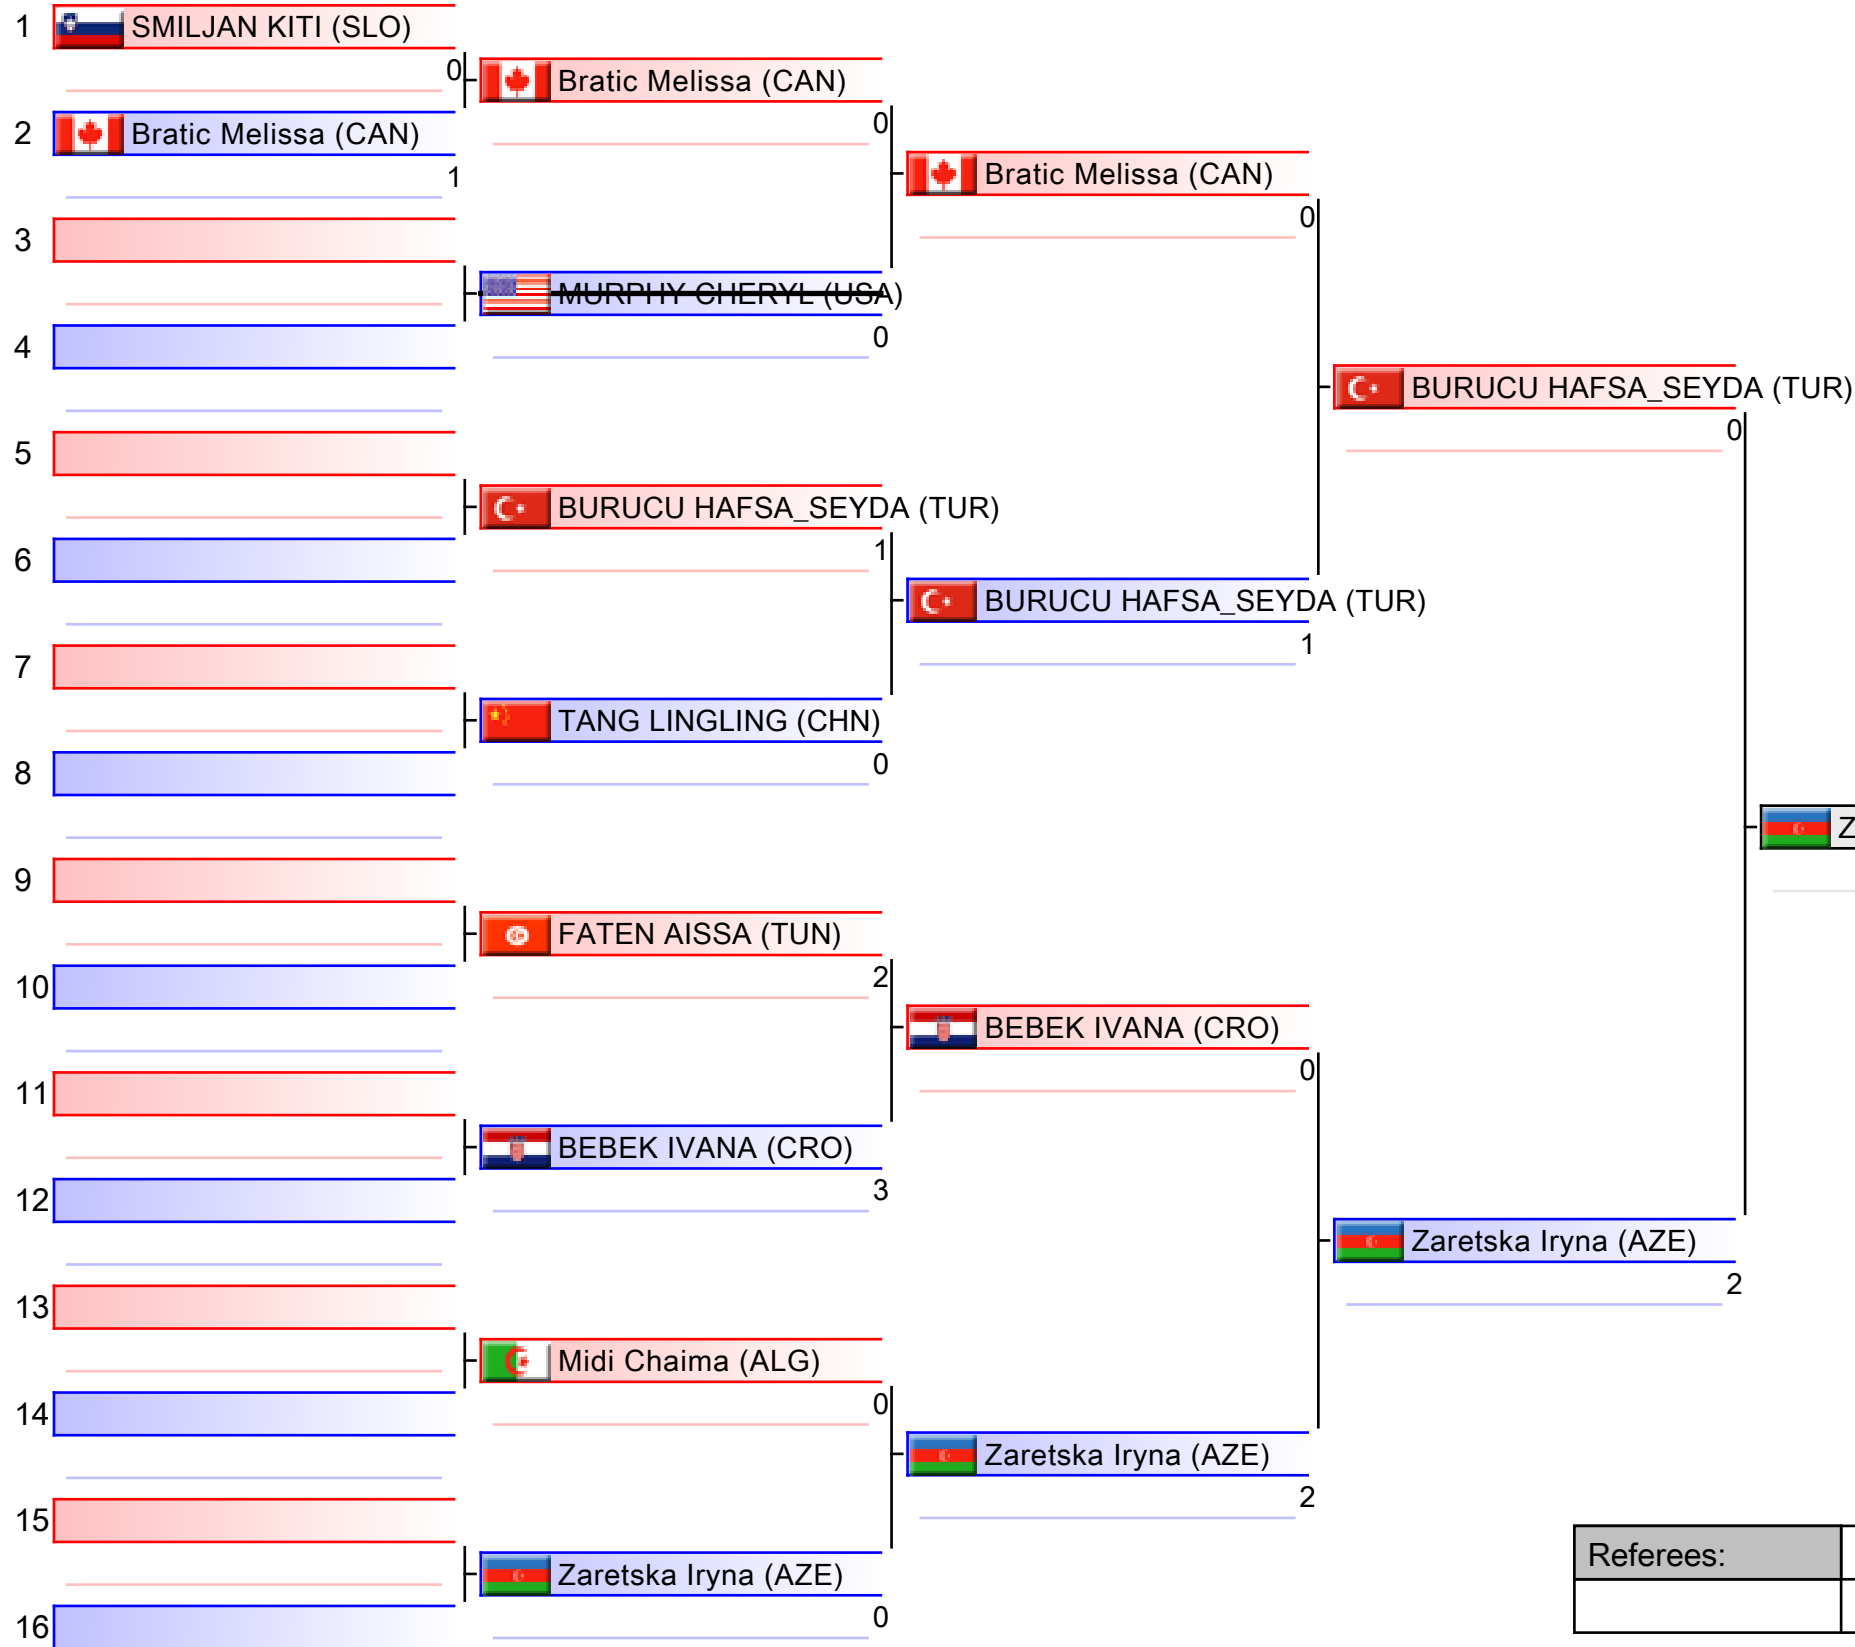 1 SMILJAN KITI (SLO)
0
Bratic Melissa (CAN)
0
2 Bratic Melissa (CAN)
1
Bratic Melissa (CAN)
0
3
MURPHY CHERYL (USA)
0
4
BURUCU HAFSA_SEYDA (TUR)
0
5
BURUCU HAFSA_SEYDA (TUR)
1
6
BURUCU HAFSA_SEYDA (TUR)
1
7
TANG LINGLING (CHN)
0
8
Z
9
FATEN AISSA (TUN)
2
10
BEBEK IVANA (CRO)
0
11
BEBEK IVANA (CRO)
3
12
Zaretska Iryna (AZE)
2
13
Midi Chaima (ALG)
0
14
Zaretska Iryna (AZE)
2
15
Referees:
Zaretska Iryna (AZE)
0
16